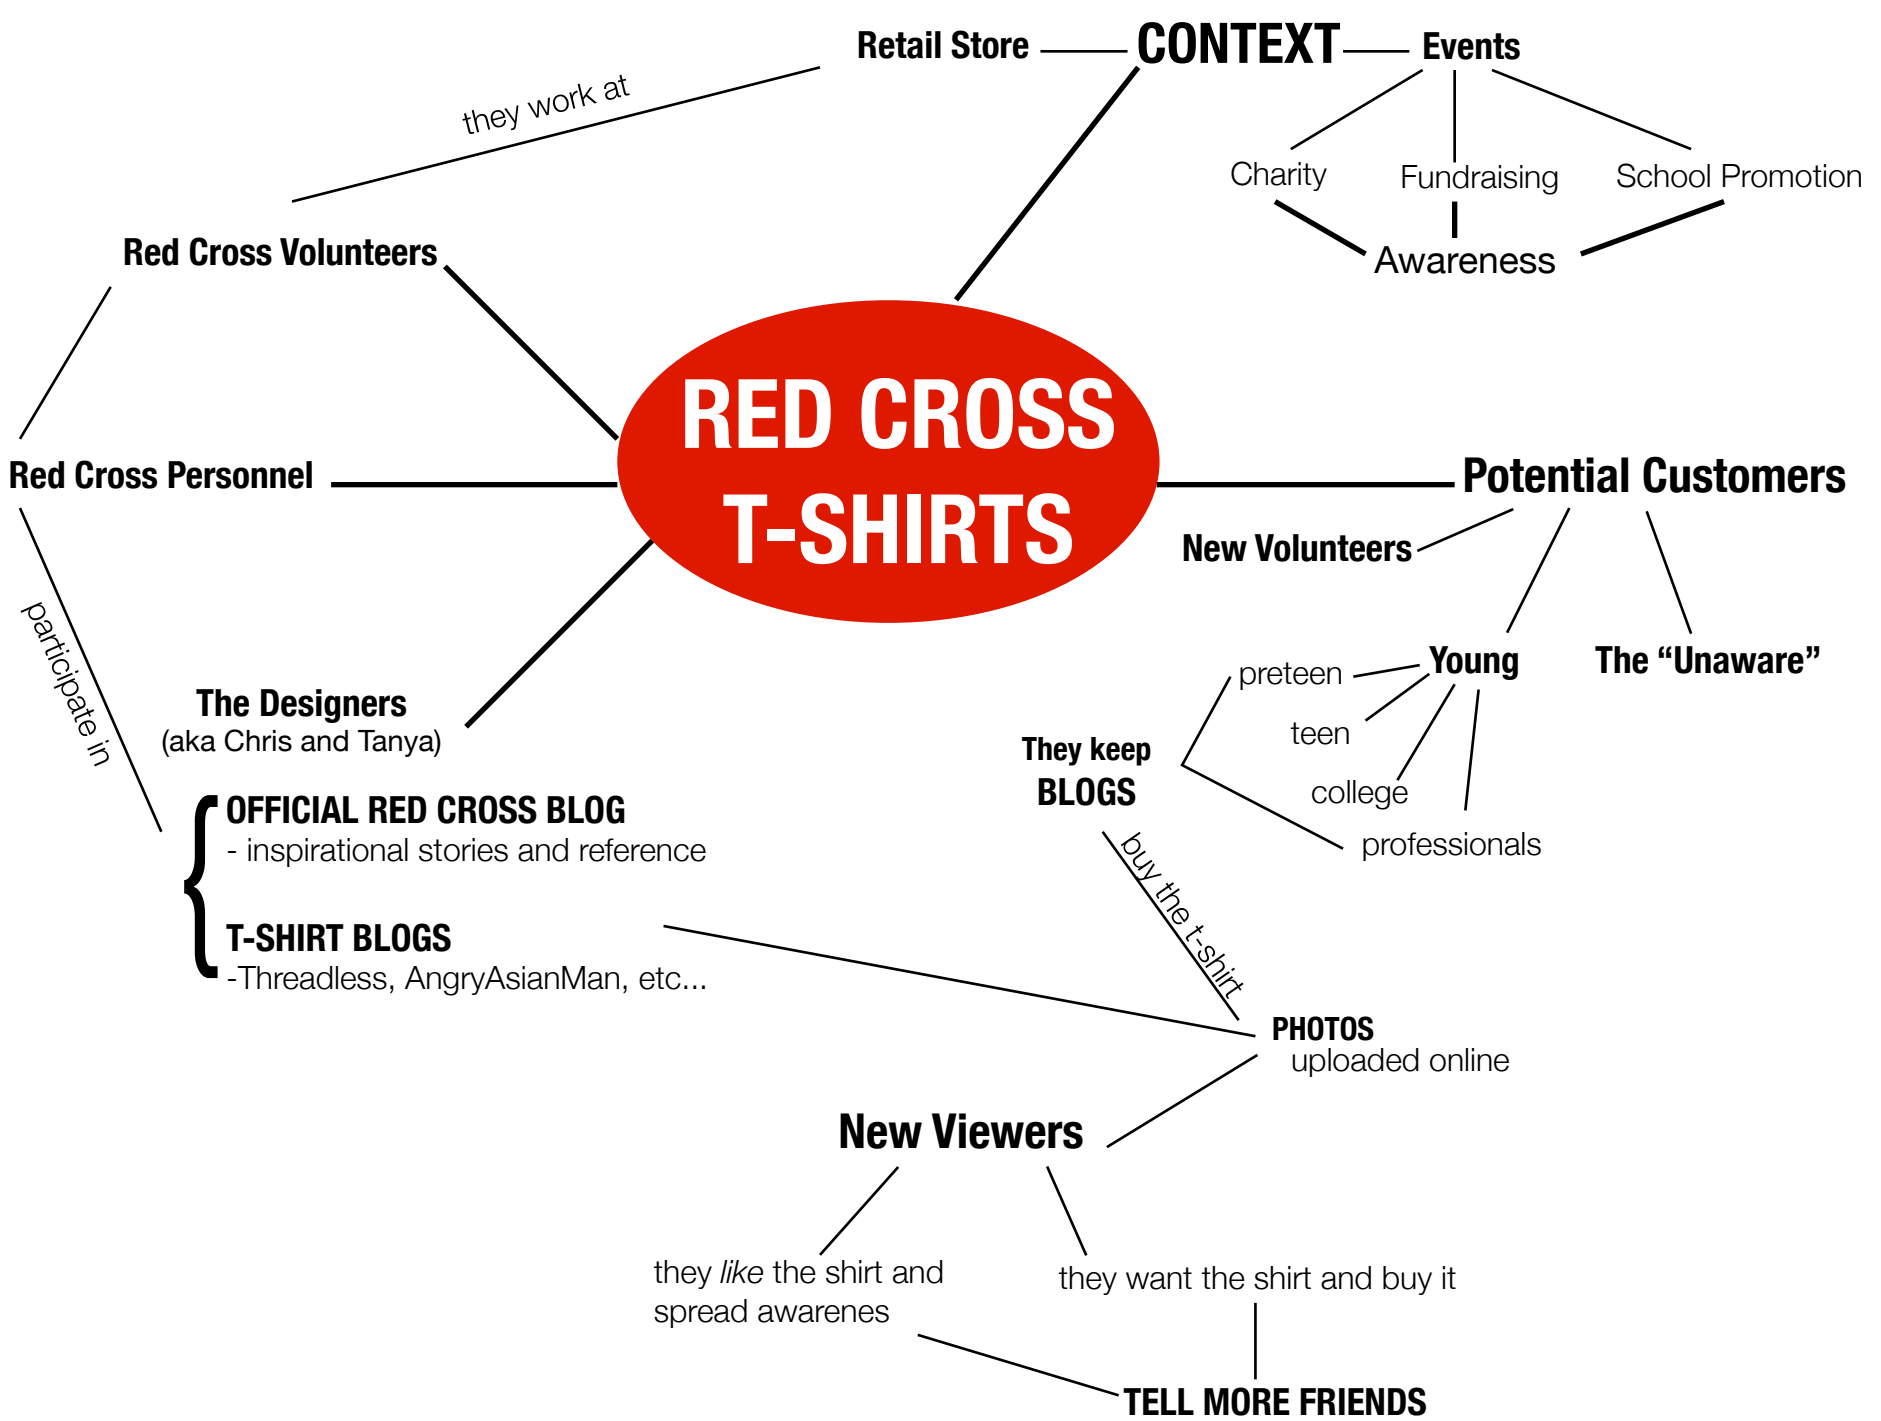 Retail Store
CONTEXT
Events
they work at
Charity
Fundraising
School Promotion
Awareness
Red Cross Volunteers
RED CROSS
T-SHIRTS
Red Cross Personnel
Potential Customers
New Volunteers
Young
The “Unaware”
preteen
teen
college
professionals
participate in
The Designers
(aka Chris and Tanya)
They keep
BLOGS
OFFICIAL RED CROSS BLOG
- inspirational stories and reference
T-SHIRT BLOGS
-Threadless, AngryAsianMan, etc...
buy the t-shirt
PHOTOS
uploaded online
New Viewers
they like the shirt and
spread awarenes
they want the shirt and buy it
TELL MORE FRIENDS